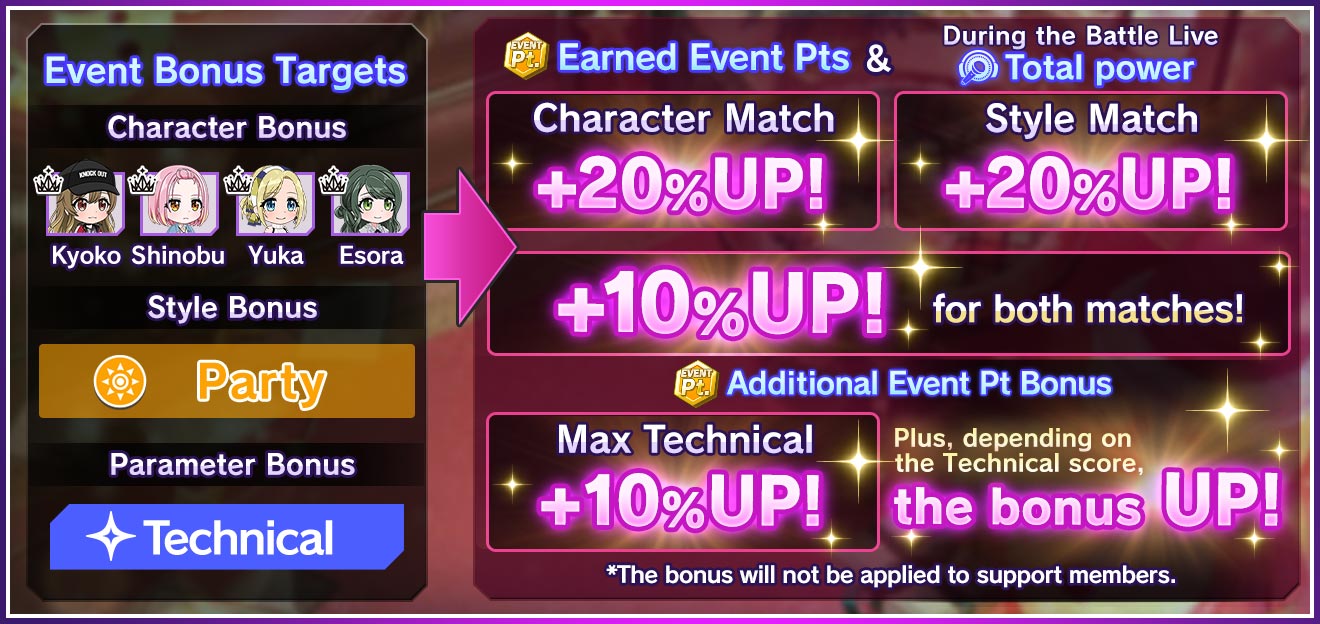 Event Bonus Targets
Character Bonus
KNOCK OUT
Kyoko Shinobu Yuka Esora
Style Bonus
Party
Parameter Bonus
Technical
EVENT
Pt.
Earned Event Pts &
During the Battle Live
Total power
Character Match
+20%UP!
Style Match
+20%UP!
+10%UP! for both matches!
EVENT
Pt.
Additional Event Pt Bonus
Max Technical
+10%UP!
Plus, depending on
the Technical score,
the bonus UP!
*The bonus will not be applied to support members.